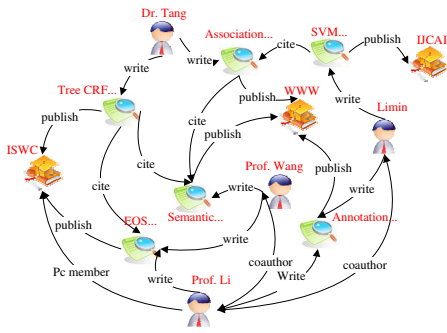 Dr. Tang
Association...
SVM...
IJCAI
cite
publish
write
write
Tree CRF...
publish
WWW
write
Limin
publish
cite
publish
ISWC
cite
publish
Prof. Wang
write
write
Semantic...
Annotation...
EOS...
publish
write
coauthor
Pc member
write
Write
coauthor
Prof. Li